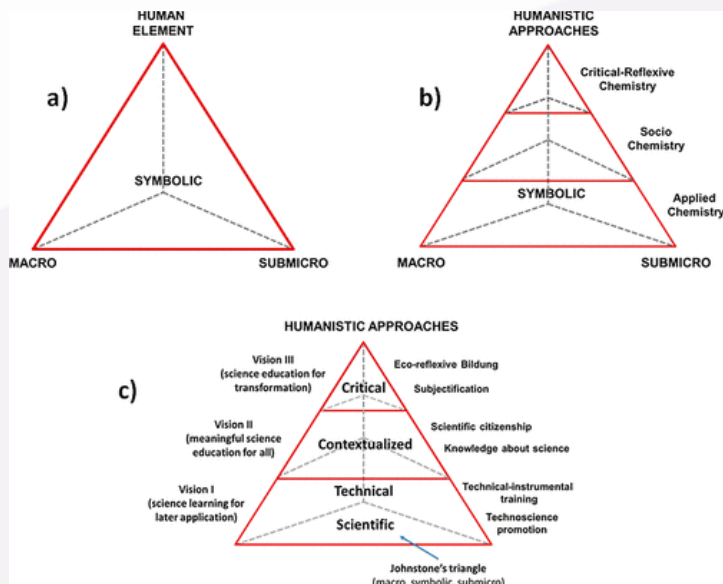 HUMAN
ELEMENT
a)
SYMBOLIC
MACRO
SUBMICRO
HUMANISTIC
APPROACHES
b)
Critical-Reflexive
Chemistry
Socio
Chemistry
SYMBOLIC
Applied
Chemistry
MACRO
SUBMICRO
HUMANISTIC APPROACHES
c)
Vision III
(science education for
transformation)
Critical
Eco-reflexive Bildung
Subjectification
Vision II
(meaningful science
education for all)
Contextualized
Scientific citizenship
Knowledge about science
Vision I
(science learning for
later application)
Technical
Scientific
Technical-instrumental
training
Technoscience
promotion
Johnstone's triangle
(macro, symbolic, submicro)